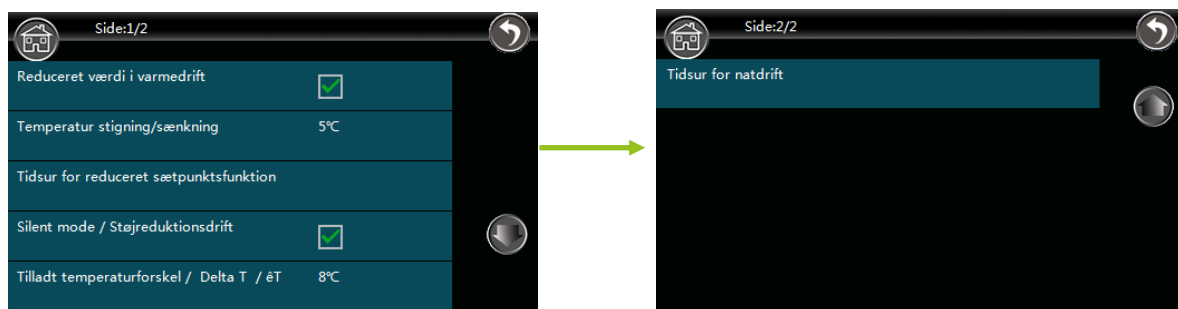 Side:1/2
Reduceret værdi i varmedrift
Temperatur stigning/sænkning 5℃
Tidsur for reduceret sætpunktsfunktion
Silent mode / Støjreduktionsdrift
Tilladt temperaturforskel / Delta T / êT 8℃
Side:2/2
Tidsur for natdrift